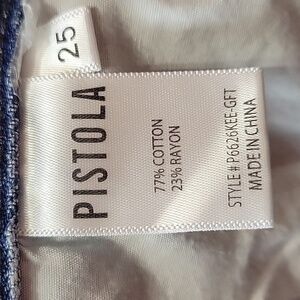 25
PISTOLA
77% COTTON
23% RAYON
STYLE # P6626KEE-GFT
MADE IN CHINA